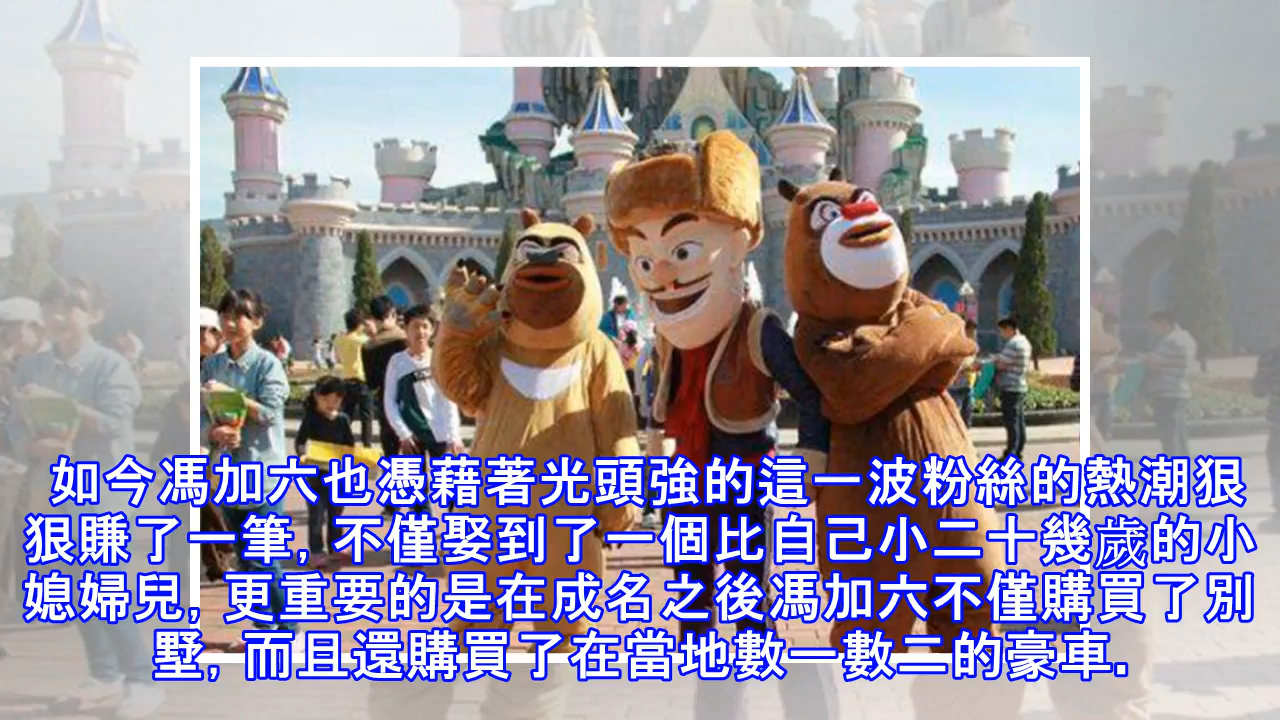 如今馮加六也憑藉著光頭強的這一波粉絲的熱潮狠
狠賺了一筆, 不僅娶到了一個比自己小二十幾歲的小
媳婦兒, 更重要的是在成名之後馮加六不僅購買了別
墅, 而且還購買了在當地數一數二的豪車.